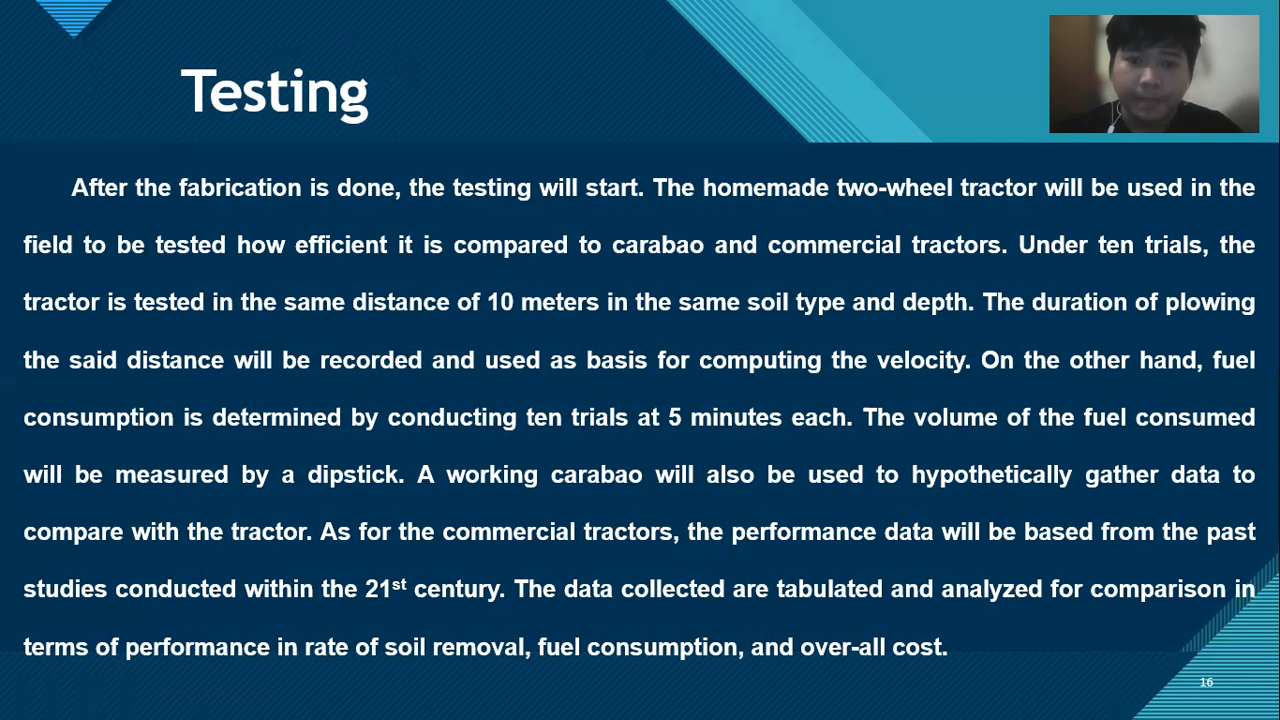 Testing
After the fabrication is done, the testing will start. The homemade two-wheel tractor will be used in the
field to be tested how efficient it is compared to carabao and commercial tractors. Under ten trials, the
tractor is tested in the same distance of 10 meters in the same soil type and depth. The duration of plowing
the said distance will be recorded and used as basis for computing the velocity. On the other hand, fuel
consumption is determined by conducting ten trials at 5 minutes each. The volume of the fuel consumed
will be measured by a dipstick. A working carabao will also be used to hypothetically gather data to
compare with the tractor. As for the commercial tractors, the performance data will be based from the past
studies conducted within the 21st century. The data collected are tabulated and analyzed for comparison in
terms of performance in rate of soil removal, fuel consumption, and over-all cost.
16